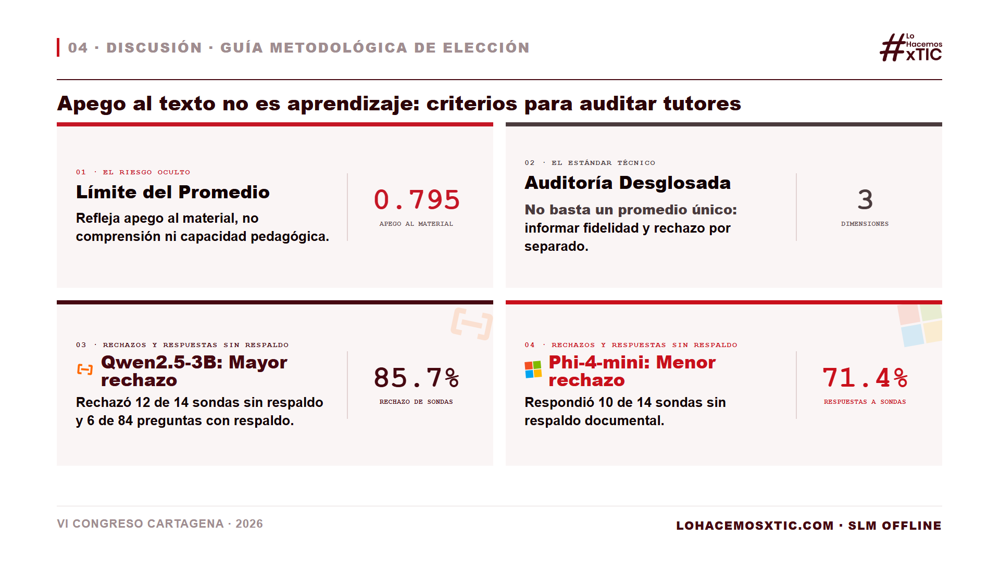 04 · DISCUSIÓN · GUÍA METODOLÓGICA DE ELECCIÓN
#Lo
Hacemos
xTIC
Apego al texto no es aprendizaje: criterios para auditar tutores
01 · EL RIESGO OCULTO
Límite del Promedio
Refleja apego al material, no
comprensión ni capacidad pedagógica.
0.795
APEGO AL MATERIAL
02 · EL ESTÁNDAR TÉCNICO
Auditoría Desglosada
No basta un promedio único:
informar fidelidad y rechazo por
separado.
3
DIMENSIONES
03 · RECHAZOS Y RESPUESTAS SIN RESPALDO
Qwen2.5-3B: Mayor
rechazo
Rechazó 12 de 14 sondas sin respaldo
y 6 de 84 preguntas con respaldo.
85.7%
RECHAZO DE SONDAS
04 · RECHAZOS Y RESPUESTAS SIN RESPALDO
Phi-4-mini: Menor
rechazo
Respondió 10 de 14 sondas sin
respaldo documental.
71.4%
RESPUESTAS A SONDAS
VI CONGRESO CARTAGENA · 2026
LOHACEMOSXTIC.COM · SLM OFFLINE